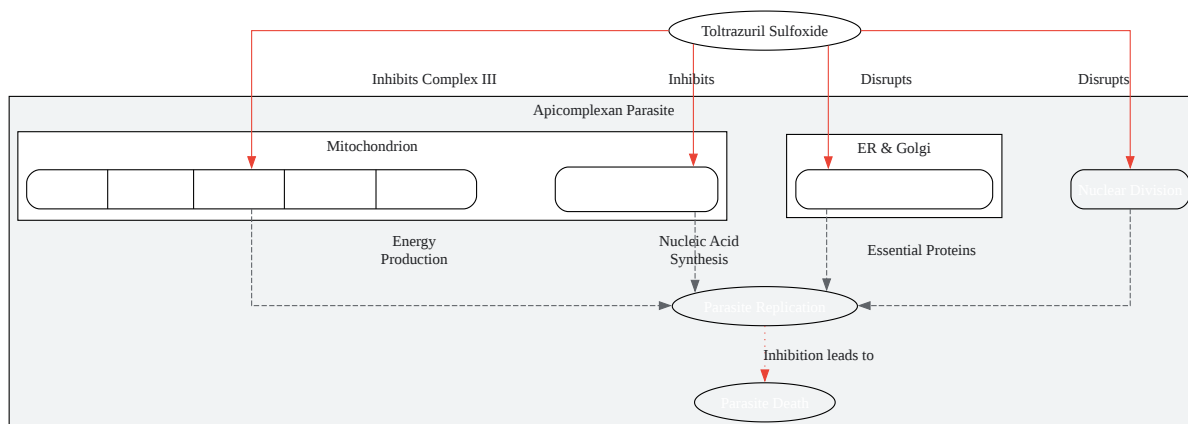 Toltrazuril Sulfoxide
Inhibits Complex III
Inhibits
Disrupts
Disrupts
Apicomplexan Parasite
Mitochondrion
ER & Golgi
Nuclear Division
Energy
Production
Nucleic Acid
Synthesis
Essential Proteins
Parasite Replication
Inhibition leads to
Parasite Death